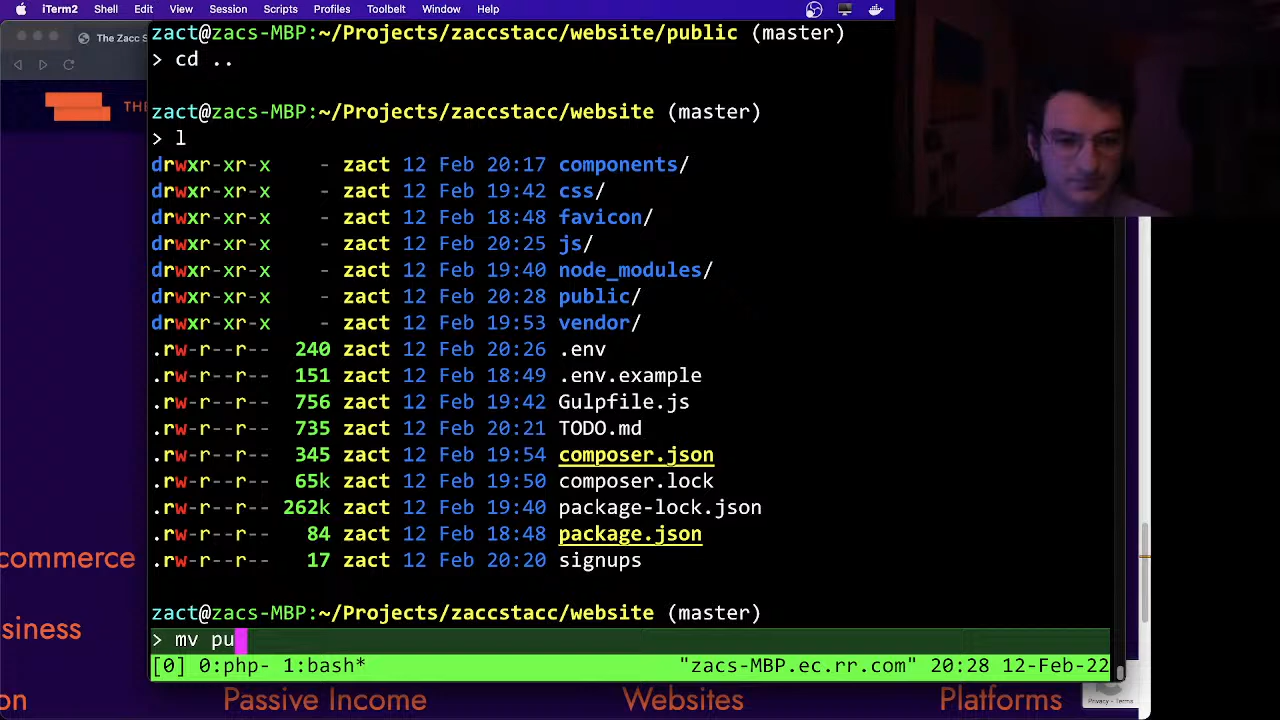 iTerm2 Shell Edit View Session Scripts Profiles Toolbelt Window Help
The Zacc S
zact@zacs-MBP:~/Projects/zaccstacc/website/public (master)
> cd ..
THE
zact@zacs-MBP:~/Projects/zaccstacc/website (master)
> l
drwxr-xr-x - zact 12 Feb 20:17 components/
drwxr-xr-x - zact 12 Feb 19:42 css/
drwxr-xr-x - zact 12 Feb 18:48 favicon/
drwxr-xr-x - zact 12 Feb 20:25 js/
drwxr-xr-x - zact 12 Feb 19:40 node_modules/
drwxr-xr-x - zact 12 Feb 20:28 public/
drwxr-xr-x - zact 12 Feb 19:53 vendor/
.rw-r--r-- 240 zact 12 Feb 20:26 .env
.rw-r--r-- 151 zact 12 Feb 18:49 .env.example
.rw-r--r-- 756 zact 12 Feb 19:42 Gulpfile.js
.rw-r--r-- 735 zact 12 Feb 20:21 TODO.md
.rw-r--r-- 345 zact 12 Feb 19:54 composer.json
.rw-r--r-- 65k zact 12 Feb 19:50 composer.lock
.rw-r--r-- 262k zact 12 Feb 19:40 package-lock.json
.rw-r--r-- 84 zact 12 Feb 18:48 package.json
.rw-r--r-- 17 zact 12 Feb 20:20 signups
commerce
zact@zacs-MBP:~/Projects/zaccstacc/website (master)
siness
> mv pu
[0] 0:php- 1:bash* "zacs-MBP.ec.rr.com" 20:28 12-Feb-22
on Passive Income Websites Platforms
Privacy - Terms